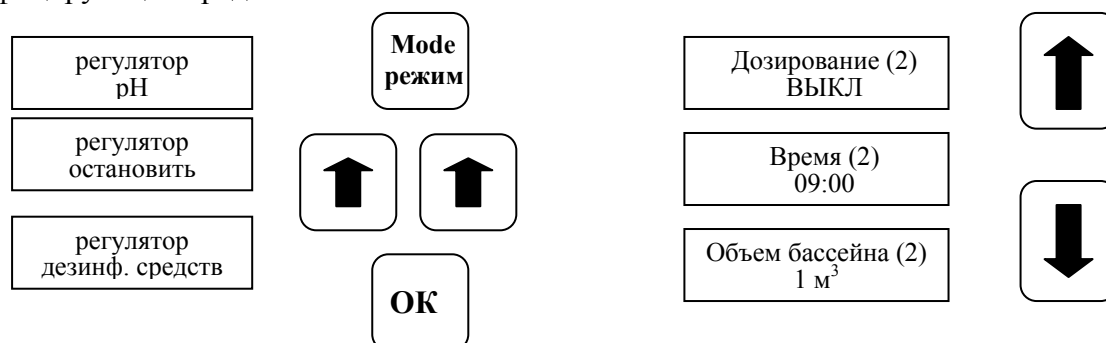 регулятор
pH
регулятор
остановить
регулятор
дезинф. средств
Mode
режим
ОК
Дозирование (2)
ВЫКЛ
Время (2)
09:00
Объем бассейна (2)
1 м³